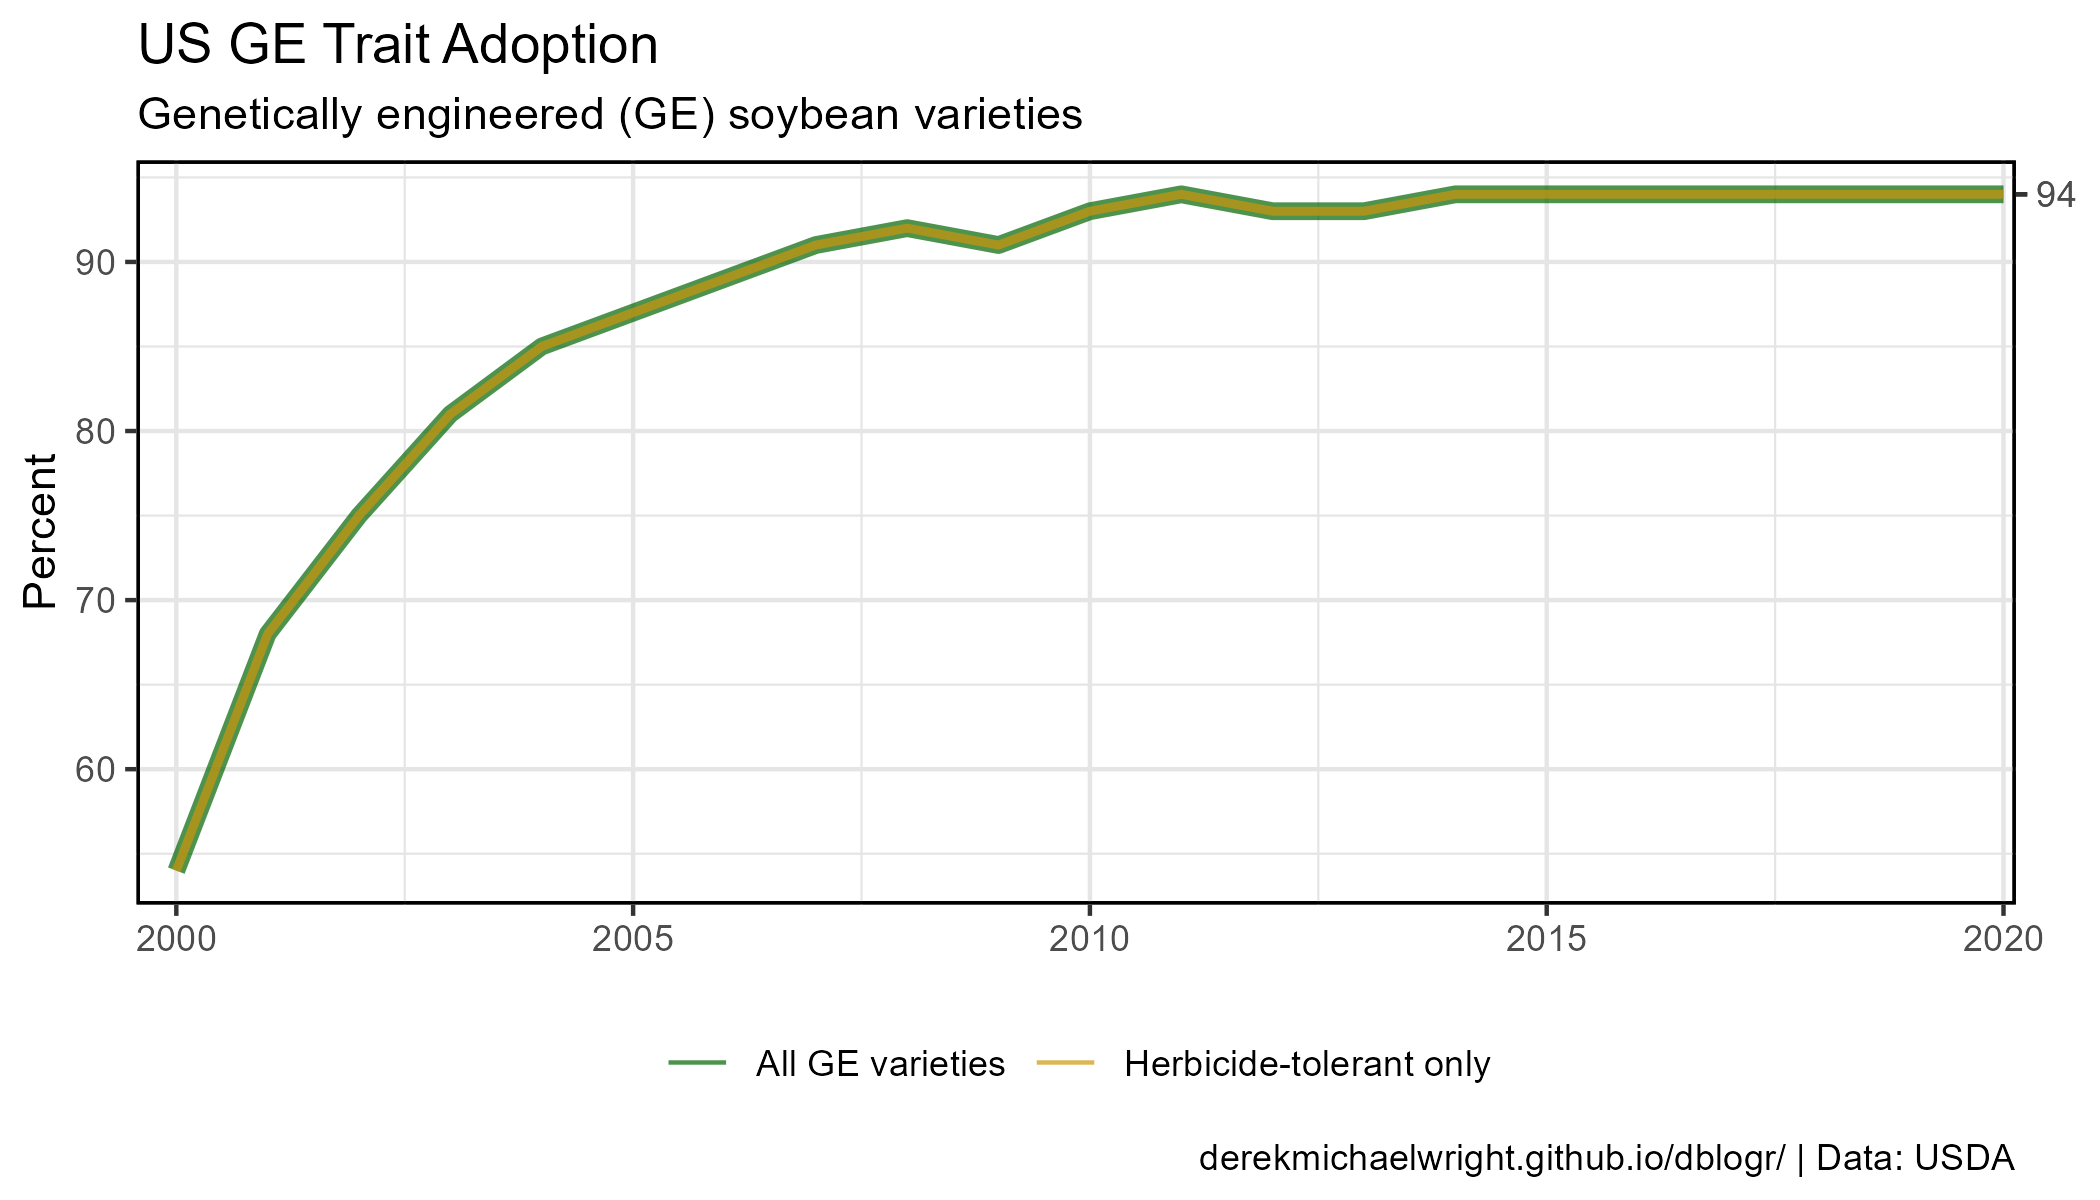 US GE Trait Adoption
Genetically engineered (GE) soybean varieties
94
90
80
70
60
Percent
2000 2005 2010 2015 2020
All GE varieties Herbicide-tolerant only
derekmichaelwright.github.io/dblogr/ | Data: USDA